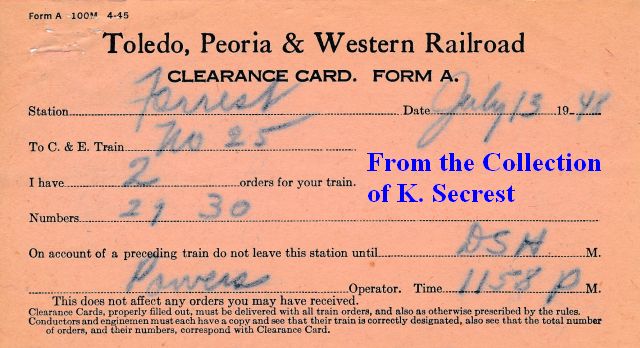 Form A 100M 4-45
Toledo, Peoria & Western Railroad
CLEARANCE CARD. FORM A.
Station Forrest Date July 13 1948
To C. & E. Train No 25
I have 2 orders for your train.
From the Collection
of K. Secrest
Numbers 29 30
On account of a preceding train do not leave this station until DSH M.
Powers Operator. Time 1158 P M.
This does not affect any orders you may have received.
Clearance Cards, properly filled out, must be delivered with all train orders, and also as otherwise prescribed by the rules.
Conductors and enginemen must each have a copy and see that their train is correctly designated, also see that the total number
of orders, and their numbers, correspond with Clearance Card.